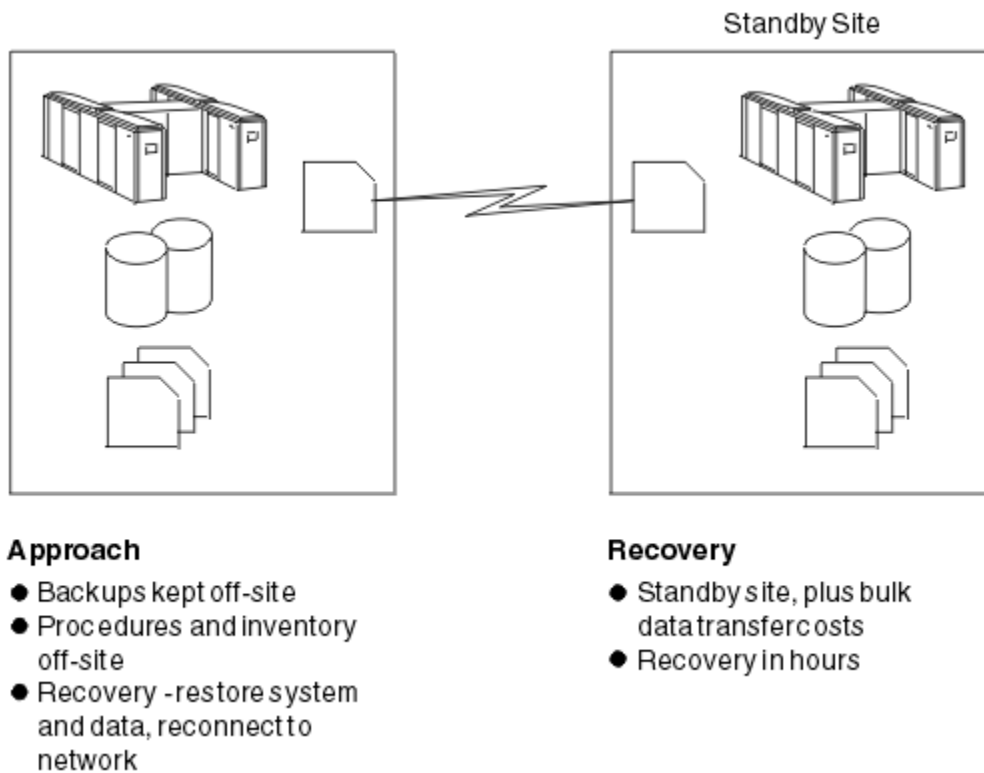 Standby Site
Approach
● Backups kept off-site
● Procedures and inventory
off-site
● Recovery - restore system
and data, reconnect to
network
Recovery
● Standby site, plus bulk
data transfer costs
● Recovery in hours